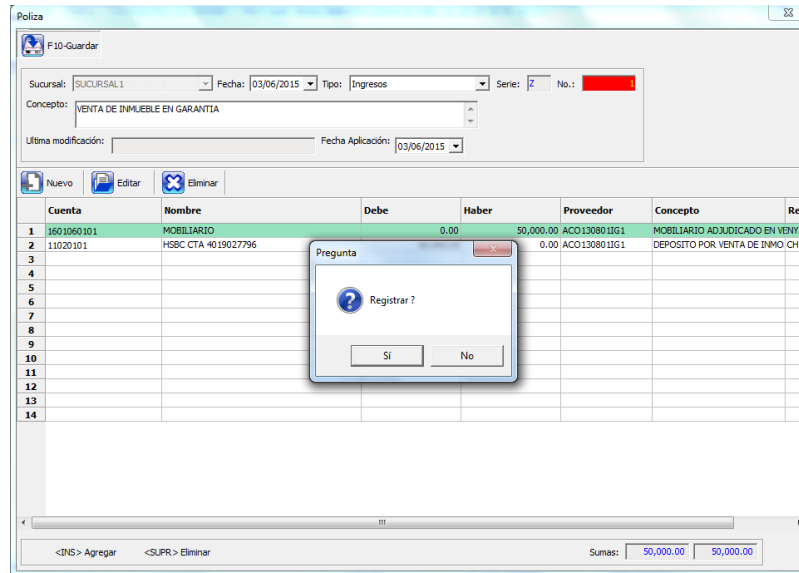 Poliza
F10-Guardar
Sucursal: SUCURSAL1 Fecha: 03/06/2015 Tipo: Ingresos Serie: Z No.: 1
Concepto: VENTA DE INMUEBLE EN GARANTIA
Ultima modificación: Fecha Aplicación: 03/06/2015
Nuevo Editar Eliminar
Cuenta Nombre Debe Haber Proveedor Concepto Re
1 1601060101 MOBILIARIO 0.00 50,000.00 ACO130801IG1 MOBILIARIO ADJUDICADO EN VENY
2 11020101 HSBC CTA 4019027796 0.00 ACO130801IG1 DEPOSITO POR VENTA DE INMO CH
3
4
5
6
7
8
9
10
11
12
13
14
Pregunta
Registrar ?
Sí No
<INS> Agregar <SUPR> Eliminar Sumas: 50,000.00 50,000.00